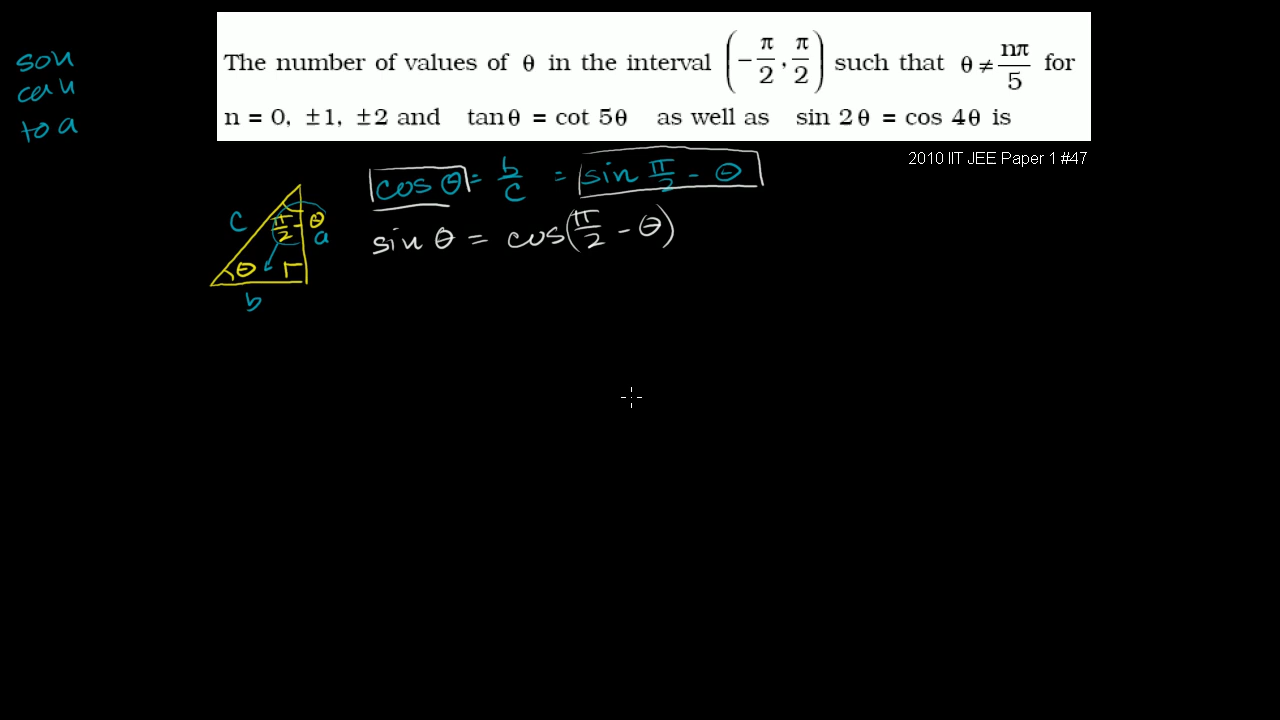 soh
cah
toa
The number of values of θ in the interval (-π/2, π/2) such that θ ≠ nπ/5 for
n = 0, ±1, ±2 and tanθ = cot 5θ as well as sin 2θ = cos 4θ is
2010 IIT JEE Paper 1 #47
cos θ = b/c = sin π/2 - θ
sin θ = cos(π/2 - θ)
c
π/2 - θ
a
θ
b